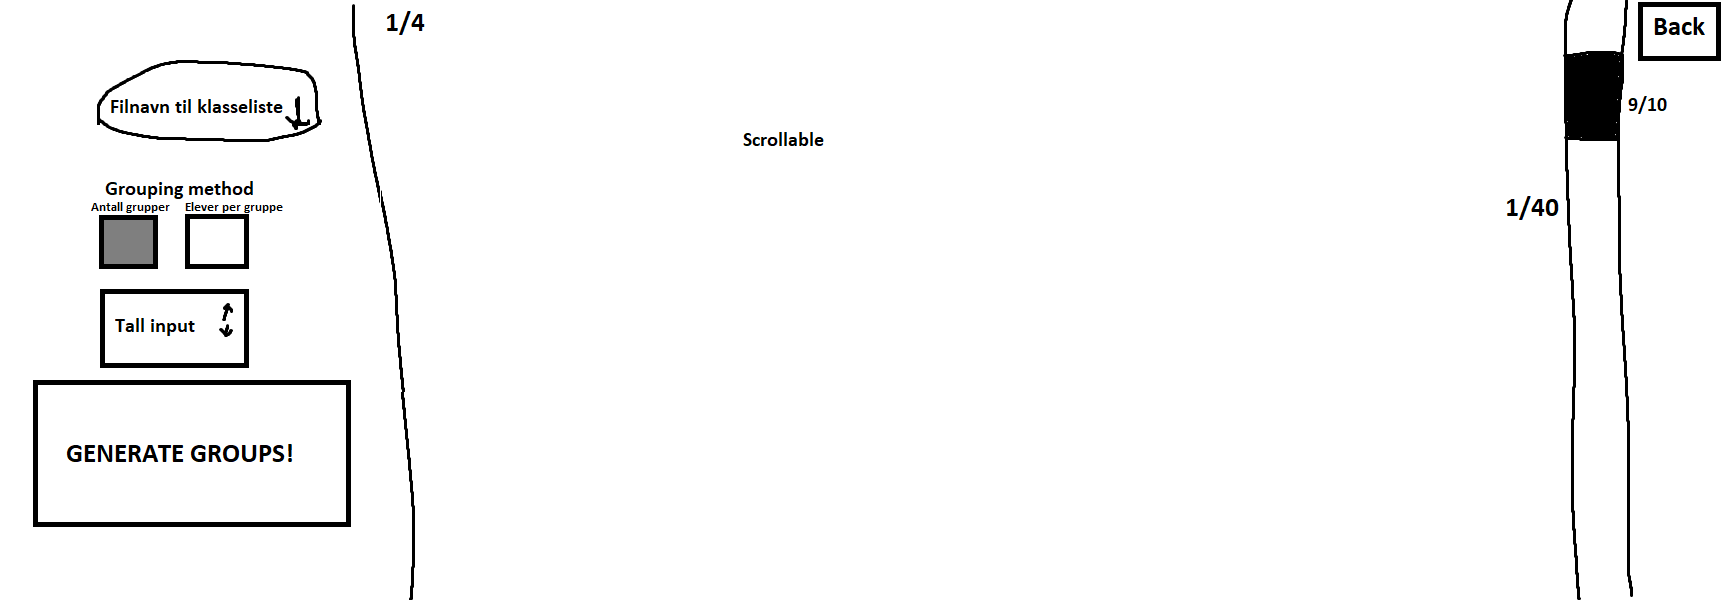 Filnavn til klasseliste
Grouping method
Antall grupper
Elever per gruppe
Tall input
GENERATE GROUPS!
1/4
Scrollable
1/40
9/10
Back